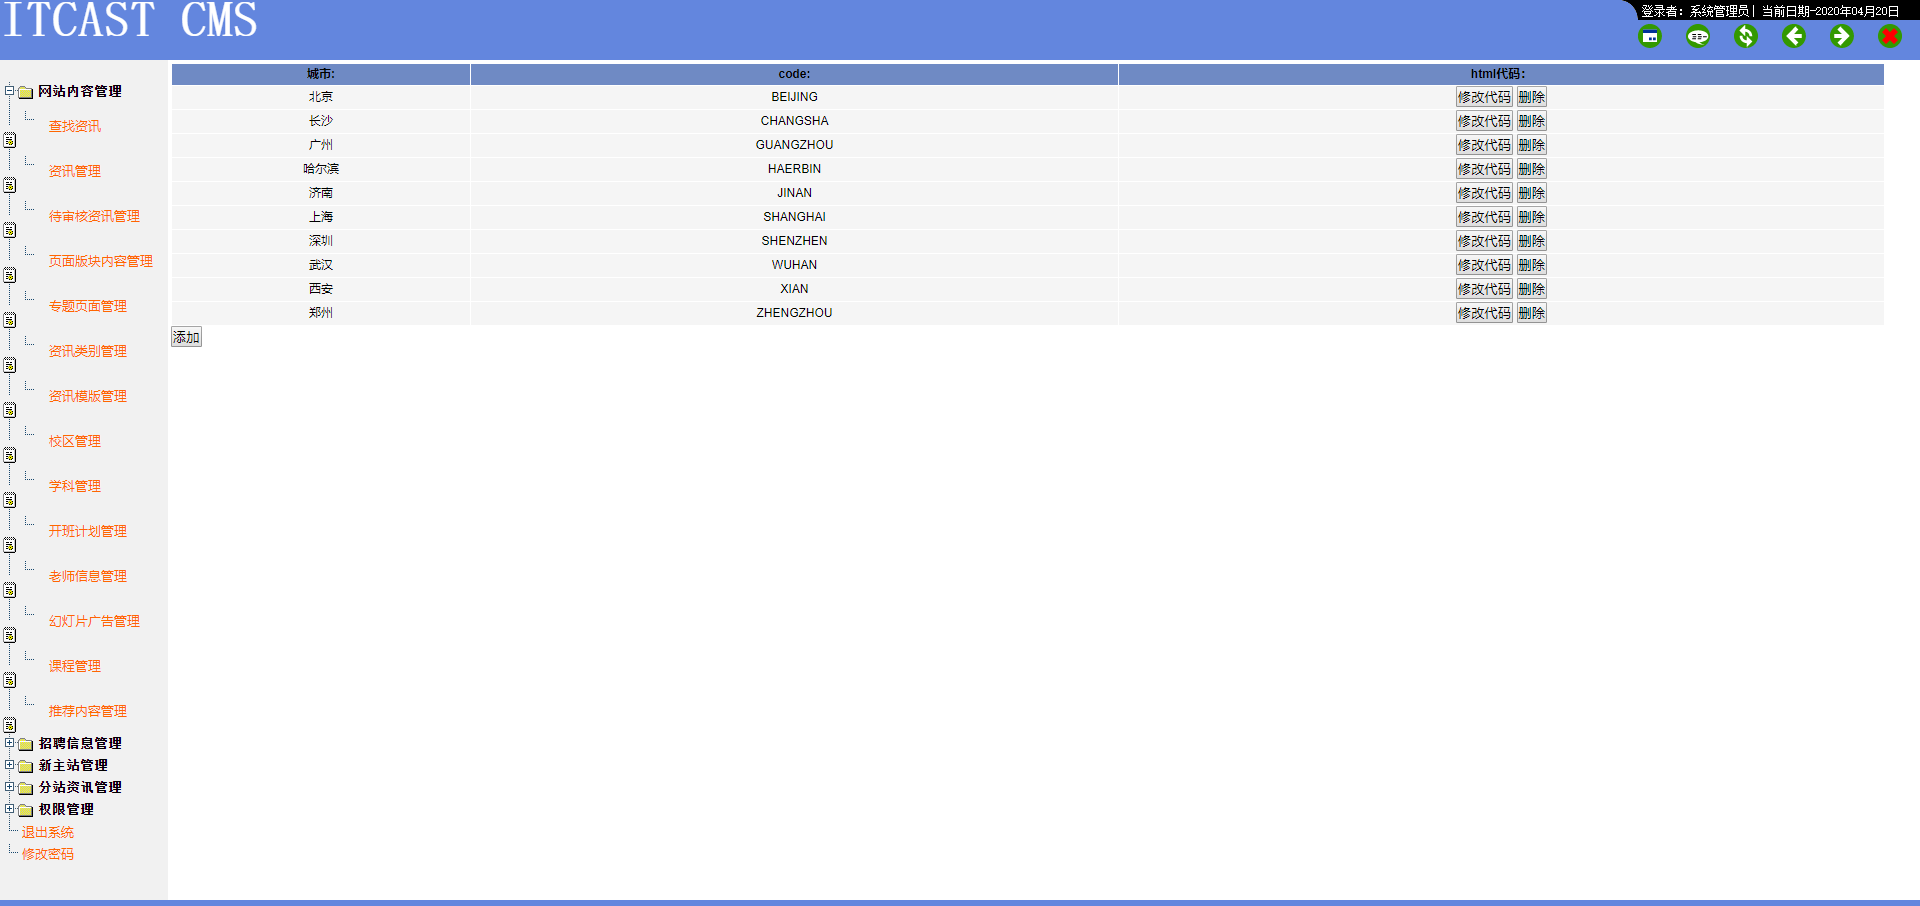 ITCAST CMS
登录者：系统管理员| 当前日期-2020年04月20日
网站内容管理
查找资讯
资讯管理
待审核资讯管理
页面版块内容管理
专题页面管理
资讯类别管理
资讯模版管理
校区管理
学科管理
开班计划管理
老师信息管理
幻灯片广告管理
课程管理
推荐内容管理
招聘信息管理
新主站管理
分站资讯管理
权限管理
退出系统
修改密码
城市: code: html代码：
北京 BEIJING 修改代码 删除
长沙 CHANGSHA 修改代码 删除
广州 GUANGZHOU 修改代码 删除
哈尔滨 HAERBIN 修改代码 删除
济南 JINAN 修改代码 删除
上海 SHANGHAI 修改代码 删除
深圳 SHENZHEN 修改代码 删除
武汉 WUHAN 修改代码 删除
西安 XIAN 修改代码 删除
郑州 ZHENGZHOU 修改代码 删除
添加